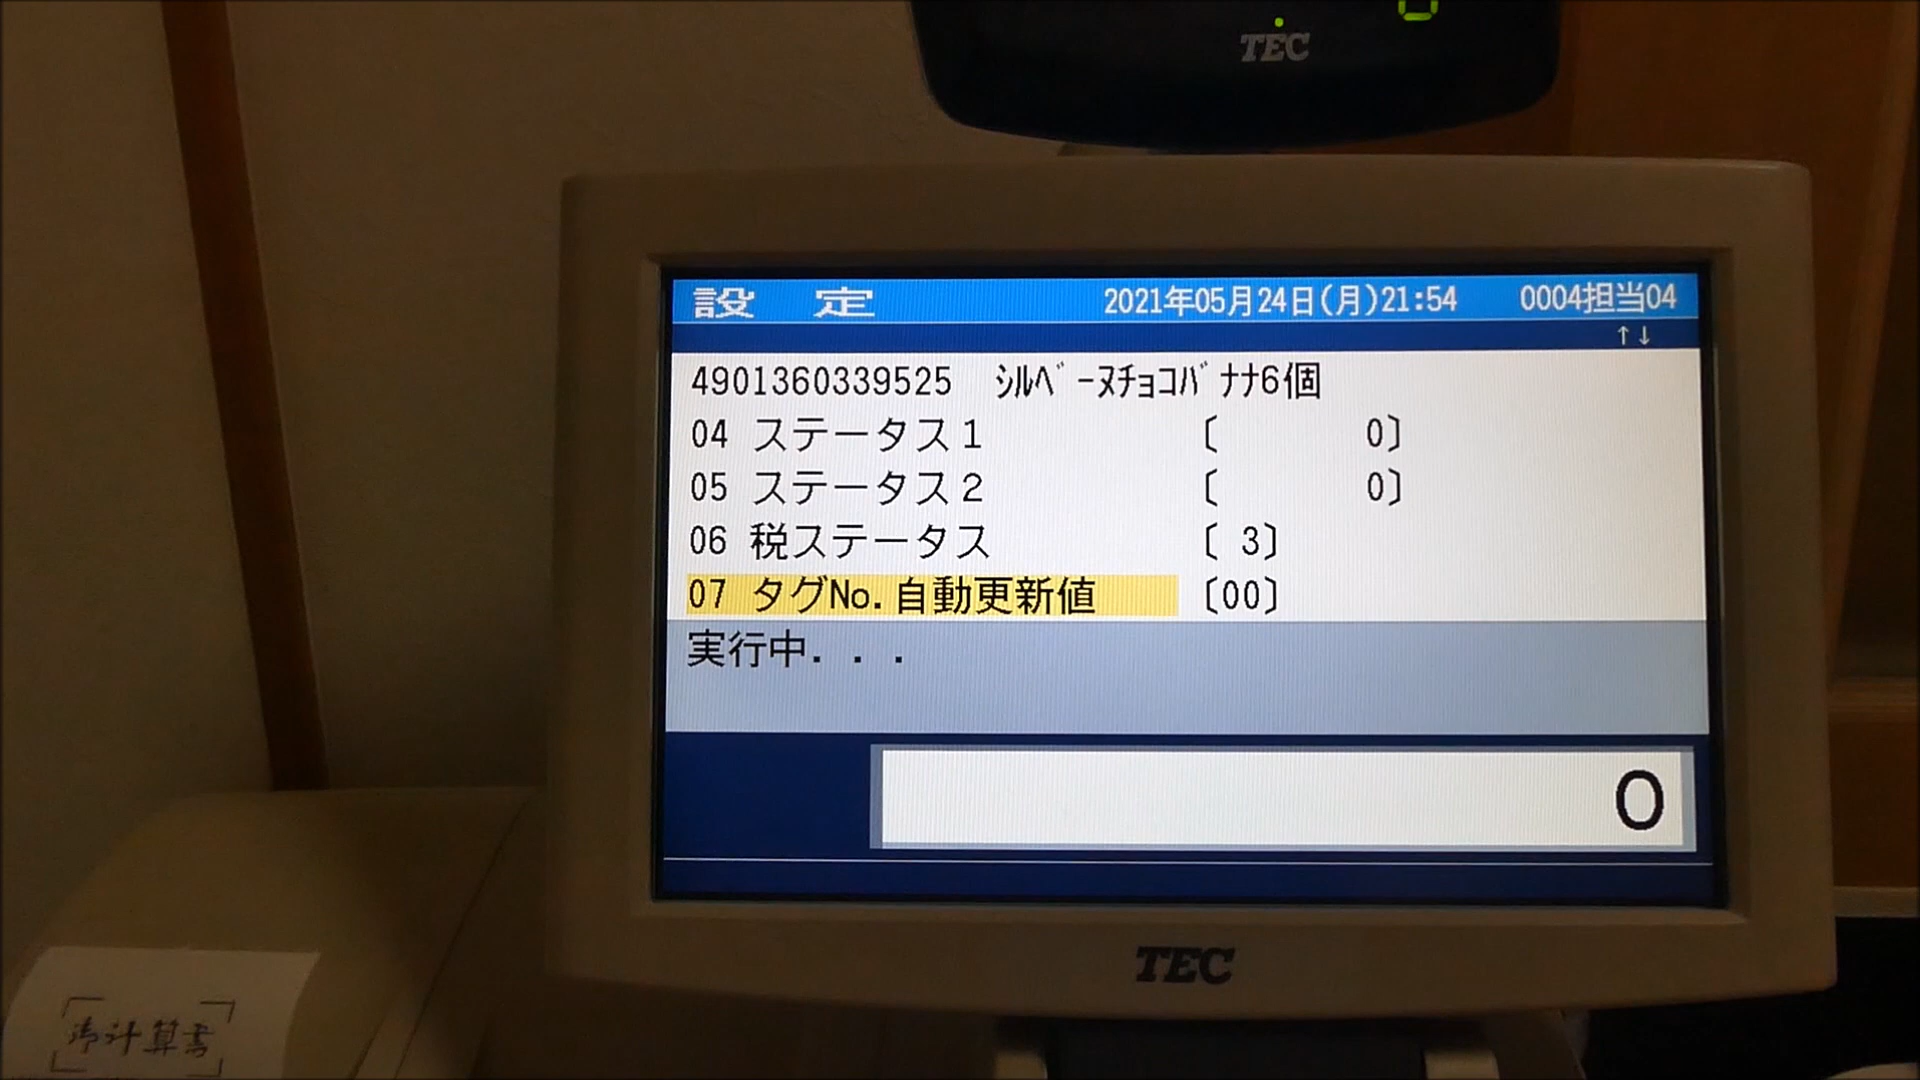 TEC
設 定 2021年05月24日(月)21:54 0004担当04
↑↓
4901360339525 ｼﾙﾍﾞｰﾇﾁｮｺﾊﾞﾅﾅ6個
04 ステータス1 〔 0〕
05 ステータス2 〔 0〕
06 税ステータス 〔 3〕
07 タグNo.自動更新値 〔00〕
実行中...
0
TEC
御計算書